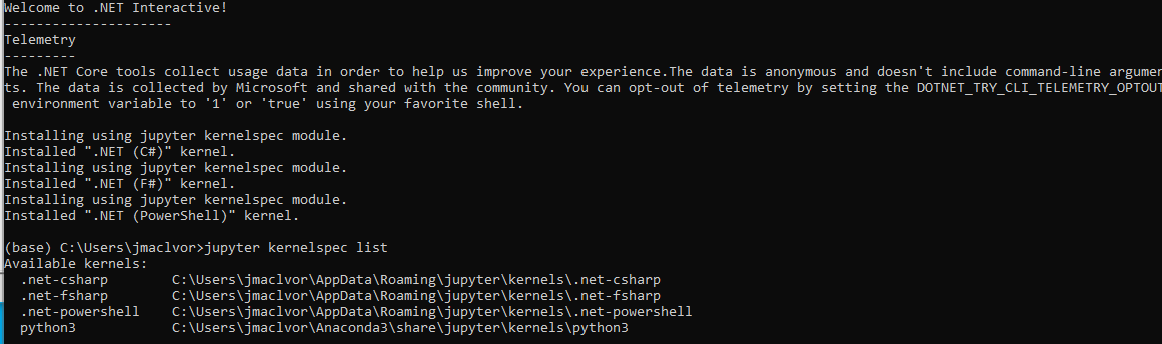 Welcome to .NET Interactive!
---------------------
Telemetry
---------
The .NET Core tools collect usage data in order to help us improve your experience.The data is anonymous and doesn't include command-line argumen
ts. The data is collected by Microsoft and shared with the community. You can opt-out of telemetry by setting the DOTNET_TRY_CLI_TELEMETRY_OPTOUT
 environment variable to '1' or 'true' using your favorite shell.

Installing using jupyter kernelspec module.
Installed ".NET (C#)" kernel.
Installing using jupyter kernelspec module.
Installed ".NET (F#)" kernel.
Installing using jupyter kernelspec module.
Installed ".NET (PowerShell)" kernel.

(base) C:\Users\jmaclvor>jupyter kernelspec list
Available kernels:
  .net-csharp        C:\Users\jmaclvor\AppData\Roaming\jupyter\kernels\.net-csharp
  .net-fsharp        C:\Users\jmaclvor\AppData\Roaming\jupyter\kernels\.net-fsharp
  .net-powershell    C:\Users\jmaclvor\AppData\Roaming\jupyter\kernels\.net-powershell
  python3            C:\Users\jmaclvor\Anaconda3\share\jupyter\kernels\python3